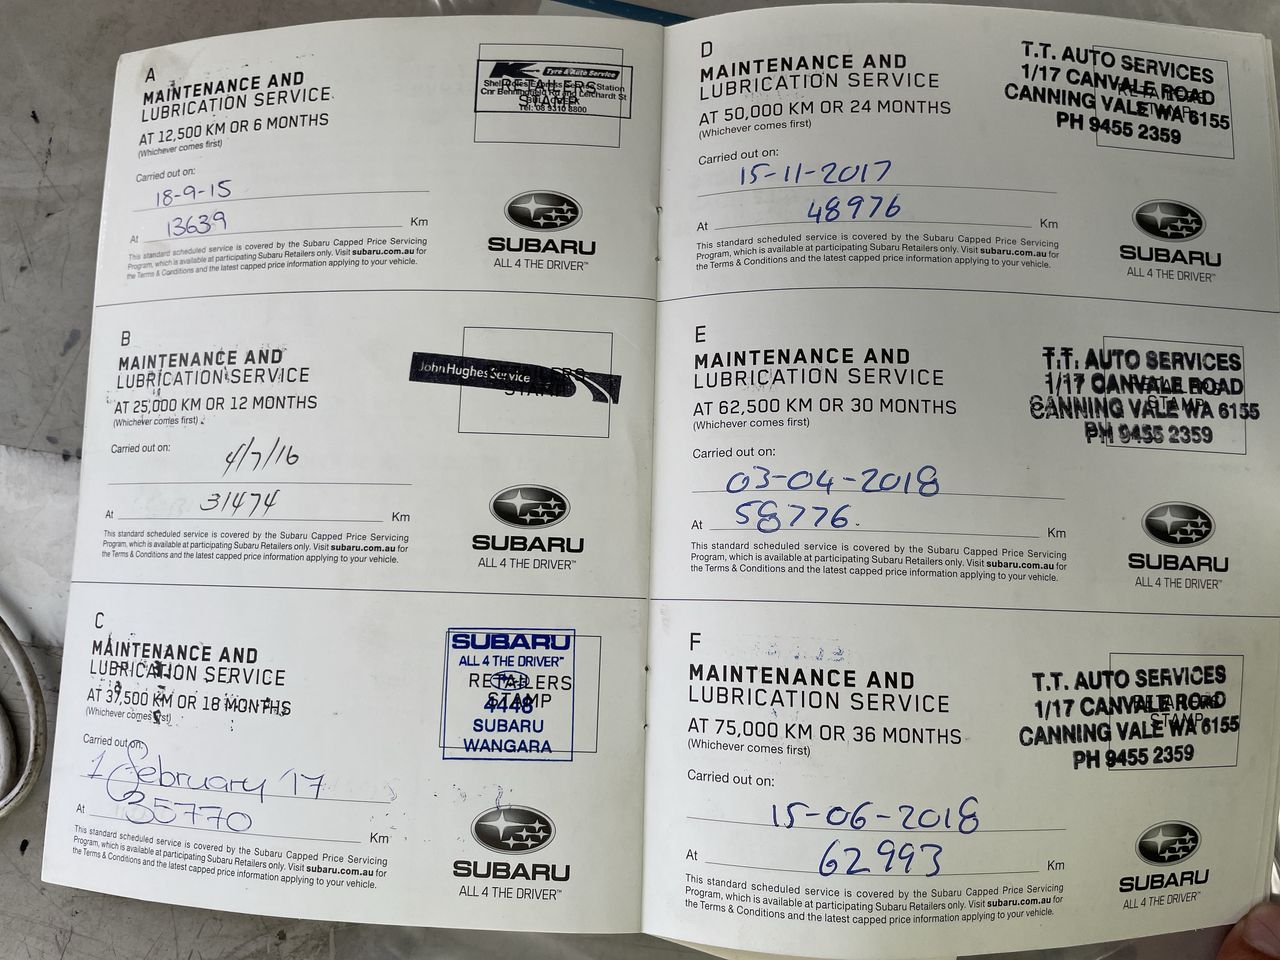 A
MAINTENANCE AND
LUBRICATION SERVICE
AT 12,500 KM OR 6 MONTHS
(Whichever comes first)
Tyre & Auto Service
Tel: 08 9310 8800
Carried out on:
18-9-15
At 13639 Km
This standard scheduled service is covered by the Subaru Capped Price Servicing
Program, which is available at participating Subaru Retailers only. Visit subaru.com.au for
the Terms & Conditions and the latest capped price information applying to your vehicle.
SUBARU
ALL 4 THE DRIVER™
B
MAINTENANCE AND
LUBRICATION SERVICE
AT 25,000 KM OR 12 MONTHS
(Whichever comes first)
John Hughes Service
STAMP
Carried out on:
4/7/16
At 31474 Km
This standard scheduled service is covered by the Subaru Capped Price Servicing
Program, which is available at participating Subaru Retailers only. Visit subaru.com.au for
the Terms & Conditions and the latest capped price information applying to your vehicle.
SUBARU
ALL 4 THE DRIVER™
C
MAINTENANCE AND
LUBRICATION SERVICE
AT 37,500 KM OR 18 MONTHS
(Whichever comes first)
SUBARU
ALL 4 THE DRIVER™
RETAILERS
STAMP
4448
SUBARU
WANGARA
Carried out on:
1 february '17
At 35770 Km
This standard scheduled service is covered by the Subaru Capped Price Servicing
Program, which is available at participating Subaru Retailers only. Visit subaru.com.au for
the Terms & Conditions and the latest capped price information applying to your vehicle.
SUBARU
ALL 4 THE DRIVER™
D
MAINTENANCE AND
LUBRICATION SERVICE
AT 50,000 KM OR 24 MONTHS
(Whichever comes first)
T.T. AUTO SERVICES
1/17 CANVALE ROAD
CANNING VALE WA 6155
PH 9455 2359
Carried out on:
15-11-2017
At 48976 Km
This standard scheduled service is covered by the Subaru Capped Price Servicing
Program, which is available at participating Subaru Retailers only. Visit subaru.com.au for
the Terms & Conditions and the latest capped price information applying to your vehicle.
SUBARU
ALL 4 THE DRIVER™
E
MAINTENANCE AND
LUBRICATION SERVICE
AT 62,500 KM OR 30 MONTHS
(Whichever comes first)
T.T. AUTO SERVICES
1/17 CANVALE ROAD
CANNING VALE WA 6155
PH 9455 2359
Carried out on:
03-04-2018
At 58776. Km
This standard scheduled service is covered by the Subaru Capped Price Servicing
Program, which is available at participating Subaru Retailers only. Visit subaru.com.au for
the Terms & Conditions and the latest capped price information applying to your vehicle.
SUBARU
ALL 4 THE DRIVER™
F
MAINTENANCE AND
LUBRICATION SERVICE
AT 75,000 KM OR 36 MONTHS
(Whichever comes first)
T.T. AUTO SERVICES
1/17 CANVALE ROAD
CANNING VALE WA 6155
PH 9455 2359
Carried out on:
15-06-2018
At 62993 Km
This standard scheduled service is covered by the Subaru Capped Price Servicing
Program, which is available at participating Subaru Retailers only. Visit subaru.com.au for
the Terms & Conditions and the latest capped price information applying to your vehicle.
SUBARU
ALL 4 THE DRIVER™